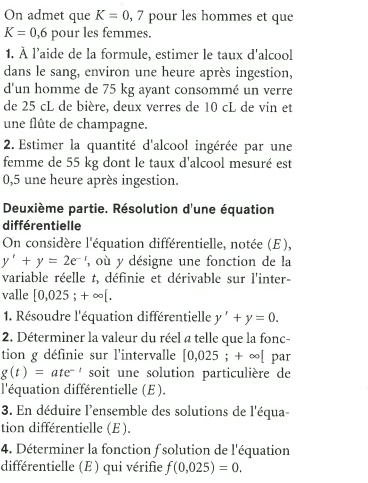 On admet que K = 0, 7 pour les hommes et que
K = 0,6 pour les femmes.
1. À l'aide de la formule, estimer le taux d'alcool
dans le sang, environ une heure après ingestion,
d'un homme de 75 kg ayant consommé un verre
de 25 cL de bière, deux verres de 10 cL de vin et
une flûte de champagne.
2. Estimer la quantité d'alcool ingérée par une
femme de 55 kg dont le taux d'alcool mesuré est
0,5 une heure après ingestion.
Deuxième partie. Résolution d'une équation
différentielle
On considère l'équation différentielle, notée (E),
y' + y = 2e⁻ᵗ, où y désigne une fonction de la
variable réelle t, définie et dérivable sur l'inter-
valle [0,025 ; + ∞[.
1. Résoudre l'équation différentielle y' + y = 0.
2. Déterminer la valeur du réel a telle que la fonc-
tion g définie sur l'intervalle [0,025 ; + ∞[ par
g(t) = ate⁻ᵗ soit une solution particulière de
l'équation différentielle (E).
3. En déduire l'ensemble des solutions de l'équa-
tion différentielle (E).
4. Déterminer la fonction f solution de l'équation
différentielle (E) qui vérifie f(0,025) = 0.